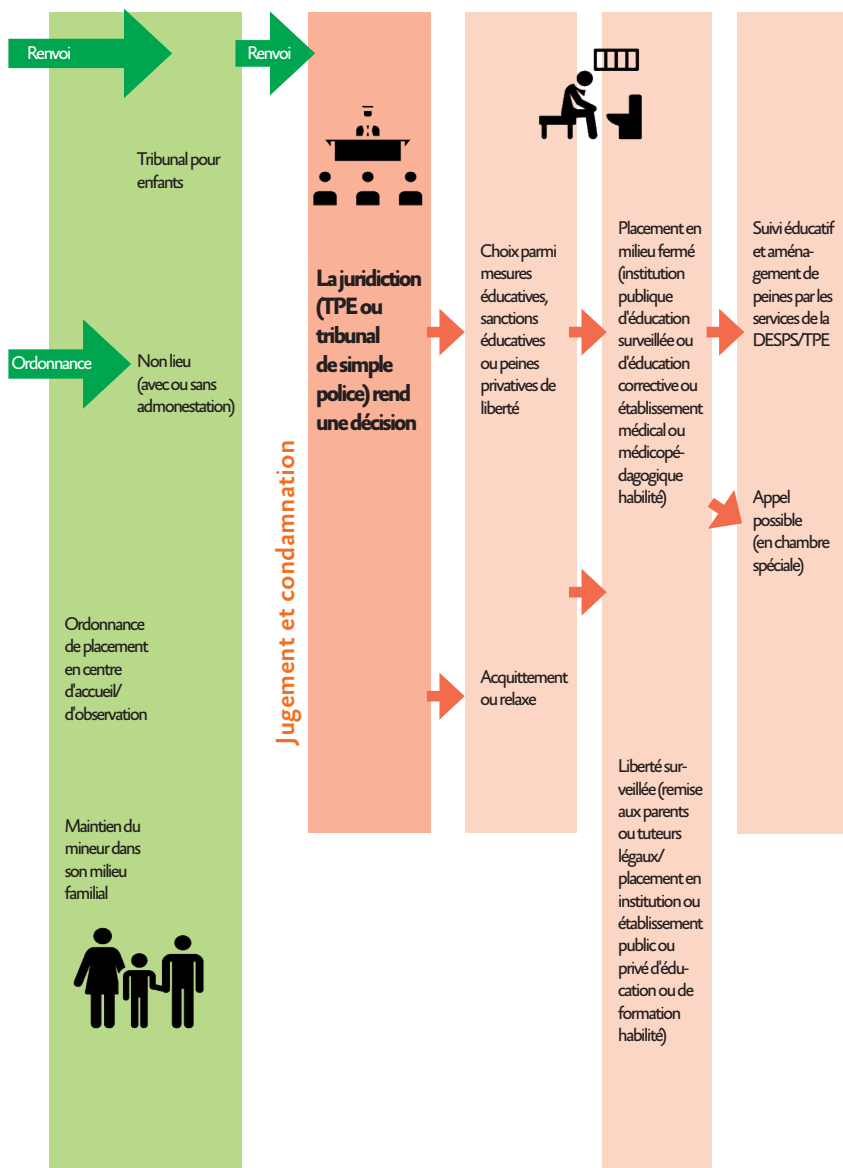 Renvoi
Tribunal pour
enfants
Ordonnance
Non lieu
(avec ou sans
admonestation)
Ordonnance
de placement
en centre
d'accueil/
d'observation
Maintien du
mineur dans
son milieu
familial
Renvoi
Jugement et condamnation
La juridiction
(TPE ou
tribunal
de simple
police) rend
une décision
Choix parmi
mesures
éducatives,
sanctions
éducatives
ou peines
privatives de
liberté
Acquittement
ou relaxe
Placement en
milieu fermé
(institution
publique
d'éducation
surveillée ou
d'éducation
corrective ou
établissement
médical ou
médicopé-
dagogique
habilité)
Liberté sur-
veillée (remise
aux parents
ou tuteurs
légaux/
placement en
institution ou
établissement
public ou
privé d'édu-
cation ou de
formation
habilité)
Suivi éducatif
et aména-
gement de
peines par les
services de la
DESPS/TPE
Appel
possible
(en chambre
spéciale)